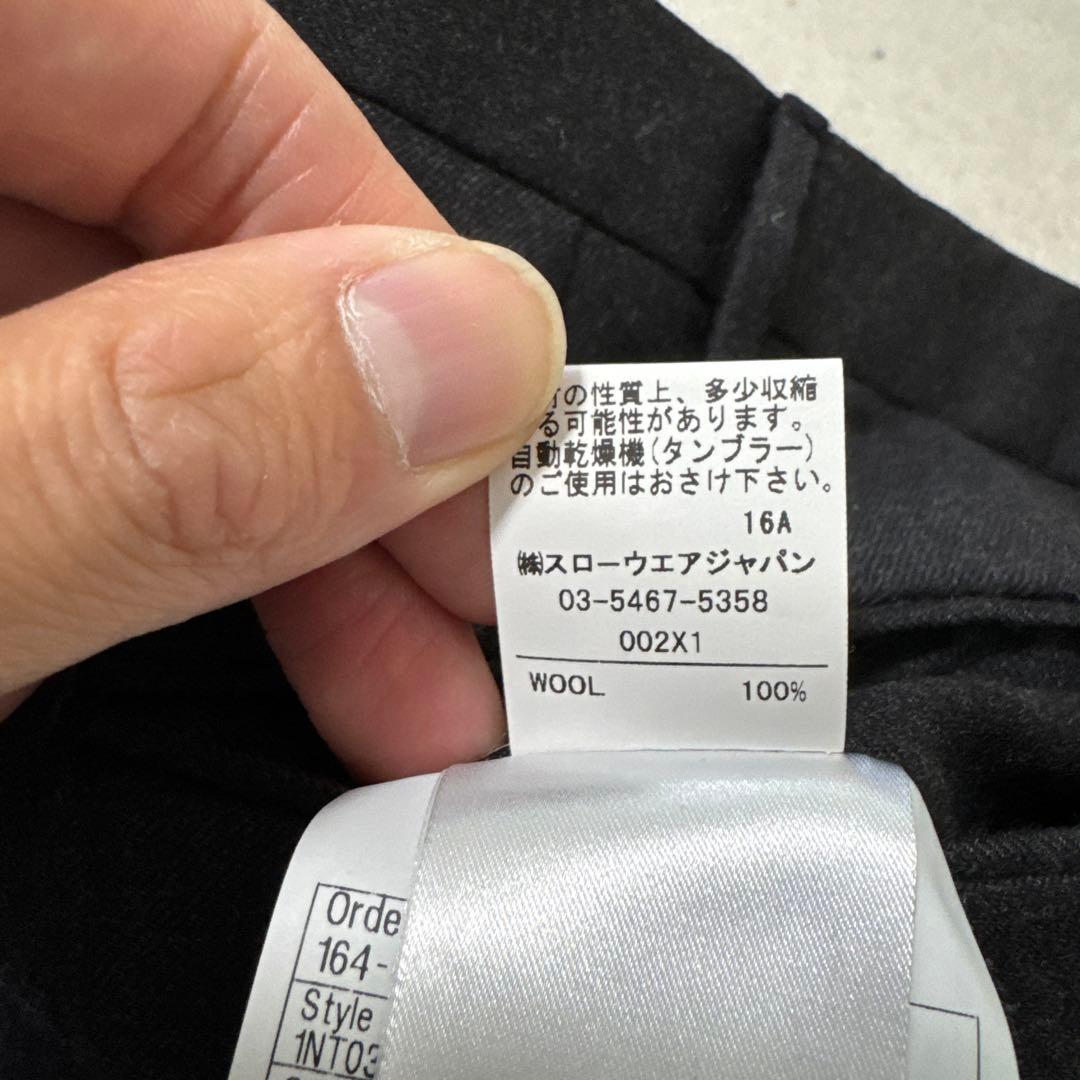 の性質上、多少収縮
る可能性があります。
自動乾燥機(タンブラー)
のご使用はおさけ下さい。
16A
㈱スローウエアジャパン
03-5467-5358
002X1
WOOL 100%
Orde
164-
Style
1NT03